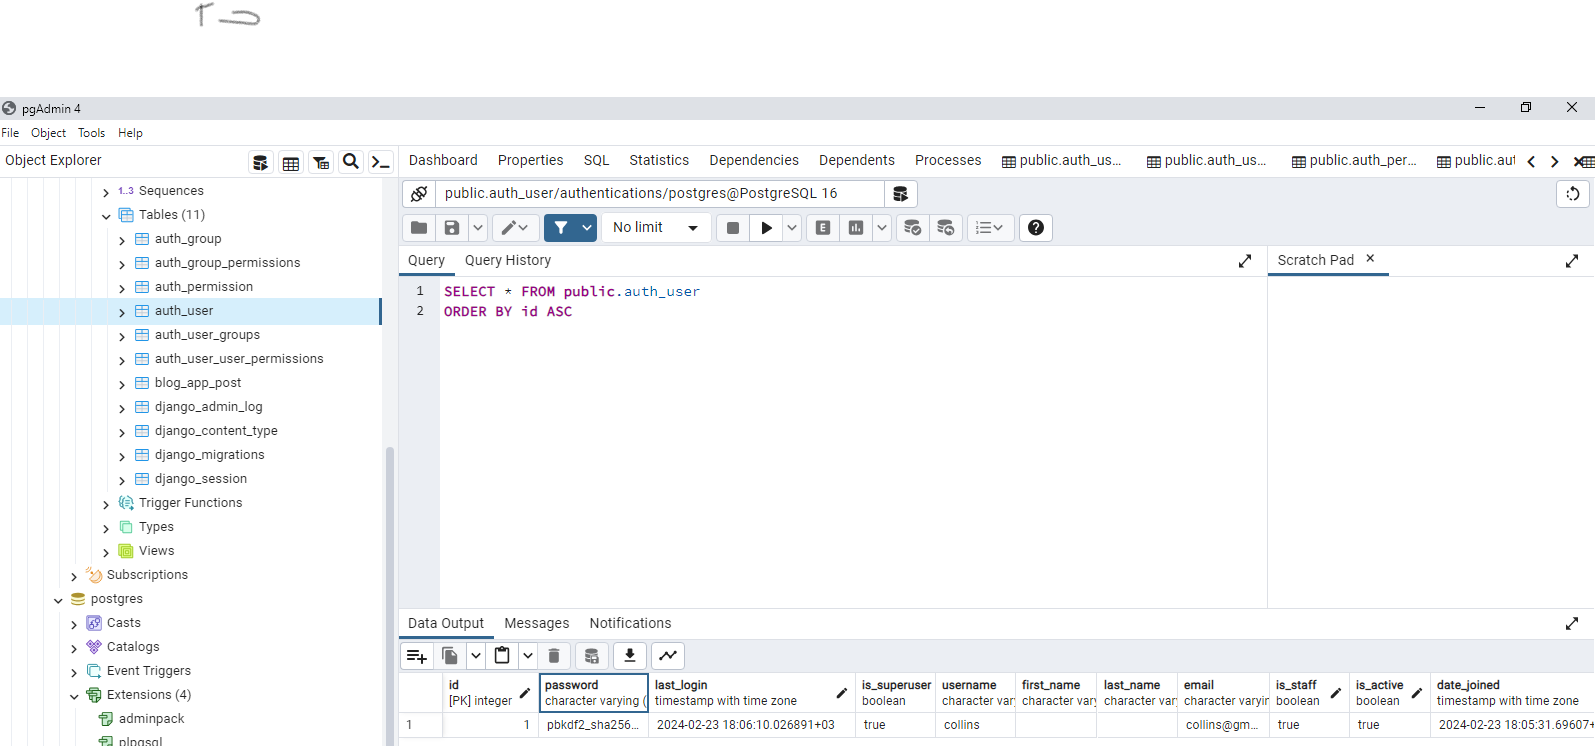 pgAdmin 4
File Object Tools Help
Object Explorer
Dashboard Properties SQL Statistics Dependencies Dependents Processes public.auth_us... public.auth_us... public.auth_per... public.aut
1.3 Sequences
Tables (11)
auth_group
auth_group_permissions
auth_permission
auth_user
auth_user_groups
auth_user_user_permissions
blog_app_post
django_admin_log
django_content_type
django_migrations
django_session
Trigger Functions
Types
Views
Subscriptions
postgres
Casts
Catalogs
Event Triggers
Extensions (4)
adminpack
plpgsql
public.auth_user/authentications/postgres@PostgreSQL 16
No limit
E
Query Query History
Scratch Pad
1 SELECT * FROM public.auth_user
2 ORDER BY id ASC
Data Output Messages Notifications
id password last_login is_superuser username first_name last_name email is_staff is_active date_joined
[PK] integer character varying ( timestamp with time zone boolean character var character var character var character varyin boolean boolean timestamp with time zone
1 1 pbkdf2_sha256... 2024-02-23 18:06:10.026891+03 true collins collins@gm... true true 2024-02-23 18:05:31.69607+